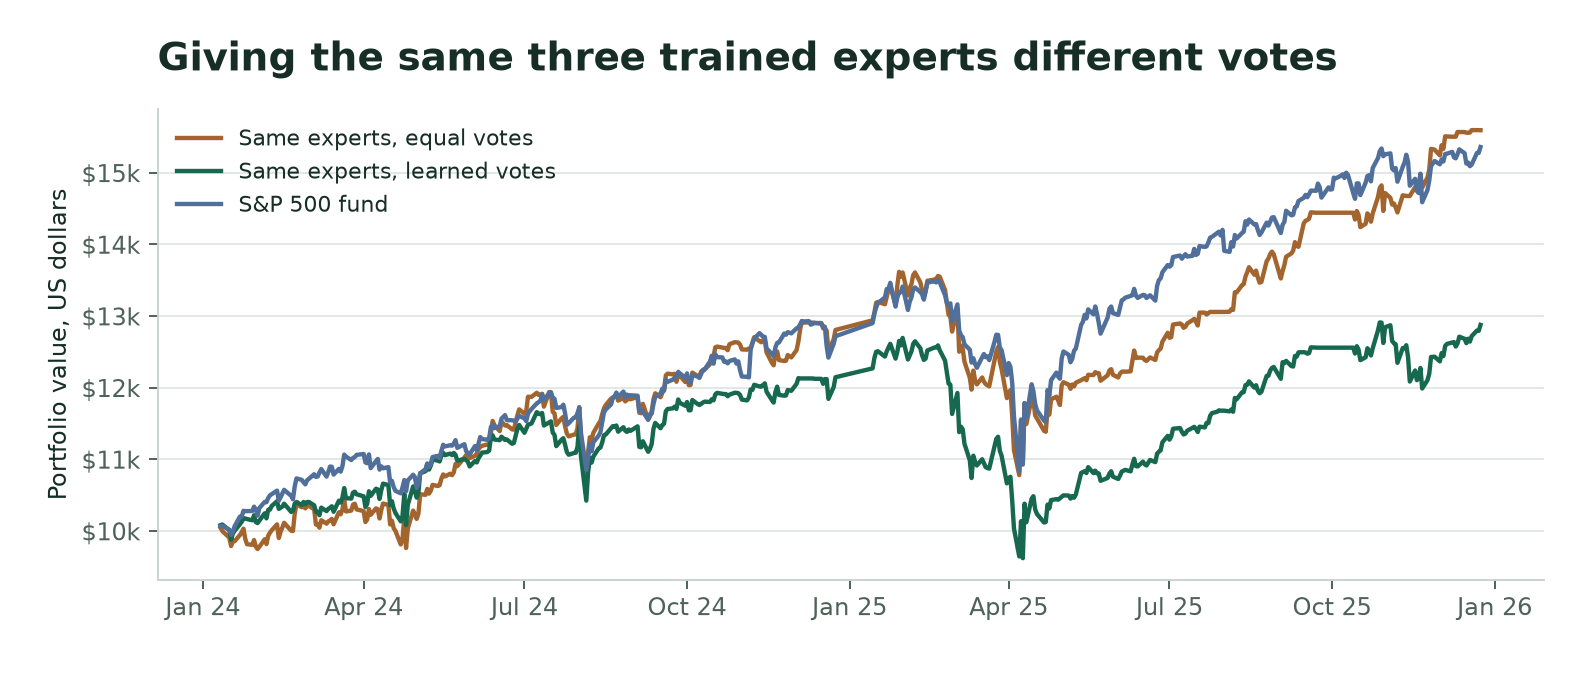 Giving the same three trained experts different votes
Same experts, equal votes
Same experts, learned votes
S&P 500 fund
Portfolio value, US dollars
$15k
$14k
$13k
$12k
$11k
$10k
Jan 24
Apr 24
Jul 24
Oct 24
Jan 25
Apr 25
Jul 25
Oct 25
Jan 26